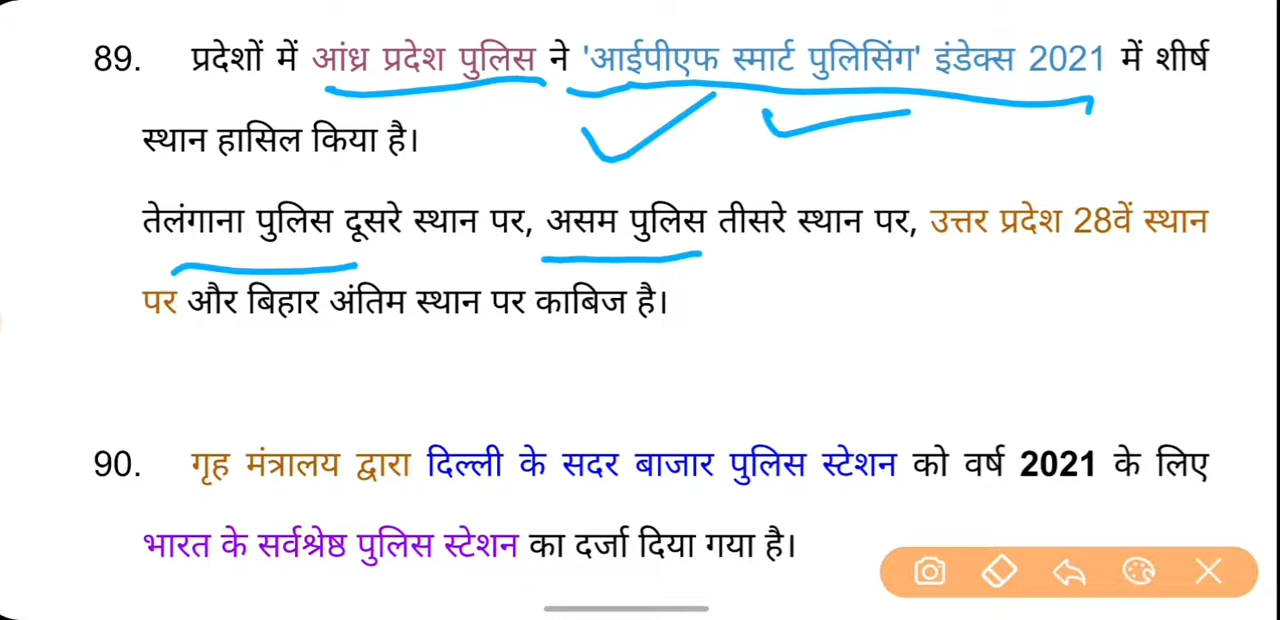 89. प्रदेशों में आंध्र प्रदेश पुलिस ने 'आईपीएफ स्मार्ट पुलिसिंग' इंडेक्स 2021 में शीर्ष
स्थान हासिल किया है।
तेलंगाना पुलिस दूसरे स्थान पर, असम पुलिस तीसरे स्थान पर, उत्तर प्रदेश 28वें स्थान
पर और बिहार अंतिम स्थान पर काबिज है।
90. गृह मंत्रालय द्वारा दिल्ली के सदर बाजार पुलिस स्टेशन को वर्ष 2021 के लिए
भारत के सर्वश्रेष्ठ पुलिस स्टेशन का दर्जा दिया गया है।